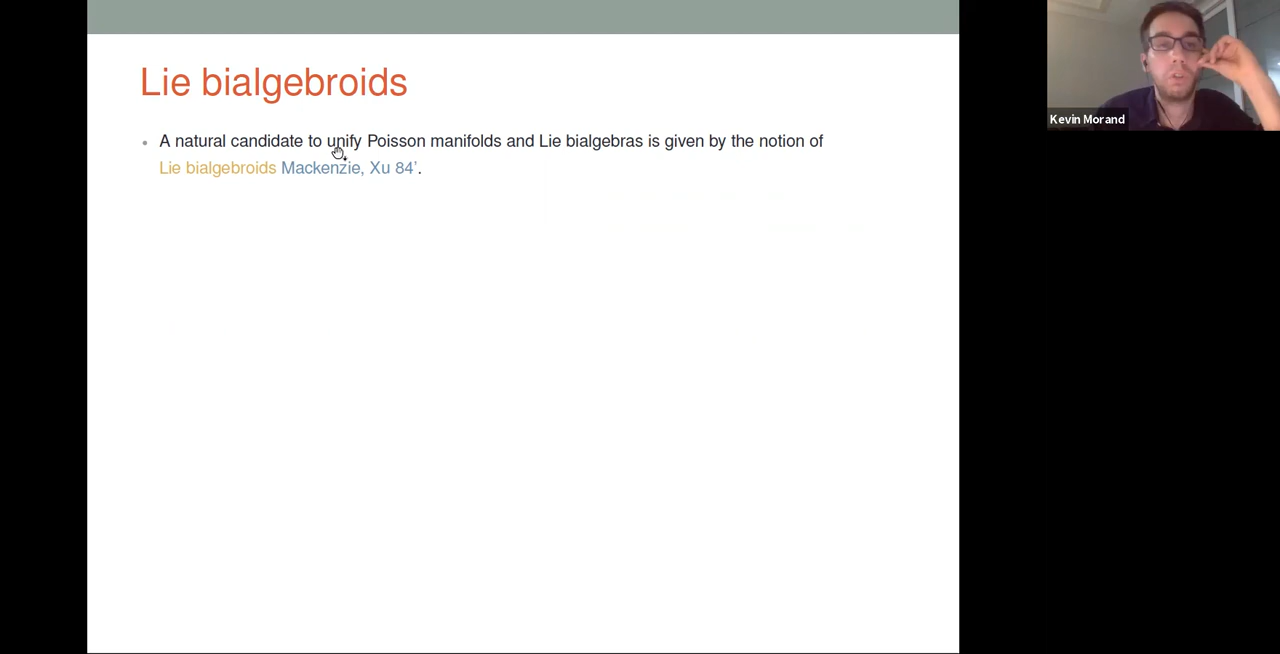 Lie bialgebroids
• A natural candidate to unify Poisson manifolds and Lie bialgebras is given by the notion of
Lie bialgebroids Mackenzie, Xu 84’.
Kevin Morand